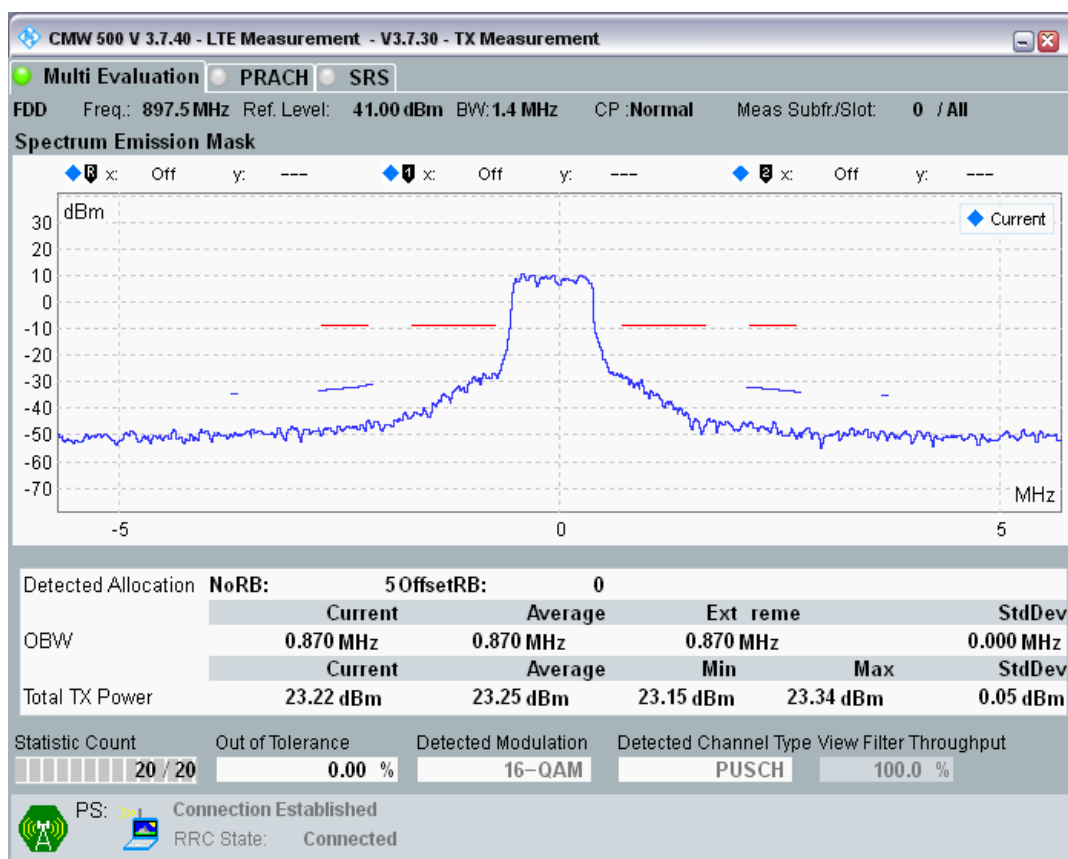 CMW 500 V 3.7.40 - LTE Measurement - V3.7.30 - TX Measurement
Multi Evaluation PRACH SRS
FDD Freq.: 897.5 MHz Ref. Level: 41.00 dBm BW: 1.4 MHz CP :Normal Meas Subfr./Slot: 0 / All
Spectrum Emission Mask
R x: Off y: --- 1 x: Off y: --- 2 x: Off y: ---
dBm
Current
30
20
10
0
-10
-20
-30
-40
-50
-60
-70
MHz
-5 0 5
Detected Allocation NoRB: 5 OffsetRB: 0
Current Average Ext reme StdDev
OBW 0.870 MHz 0.870 MHz 0.870 MHz 0.000 MHz
Current Average Min Max StdDev
Total TX Power 23.22 dBm 23.25 dBm 23.15 dBm 23.34 dBm 0.05 dBm
Statistic Count Out of Tolerance Detected Modulation Detected Channel Type View Filter Throughput
20 / 20 0.00 % 16-QAM PUSCH 100.0 %
PS: Connection Established
RRC State: Connected